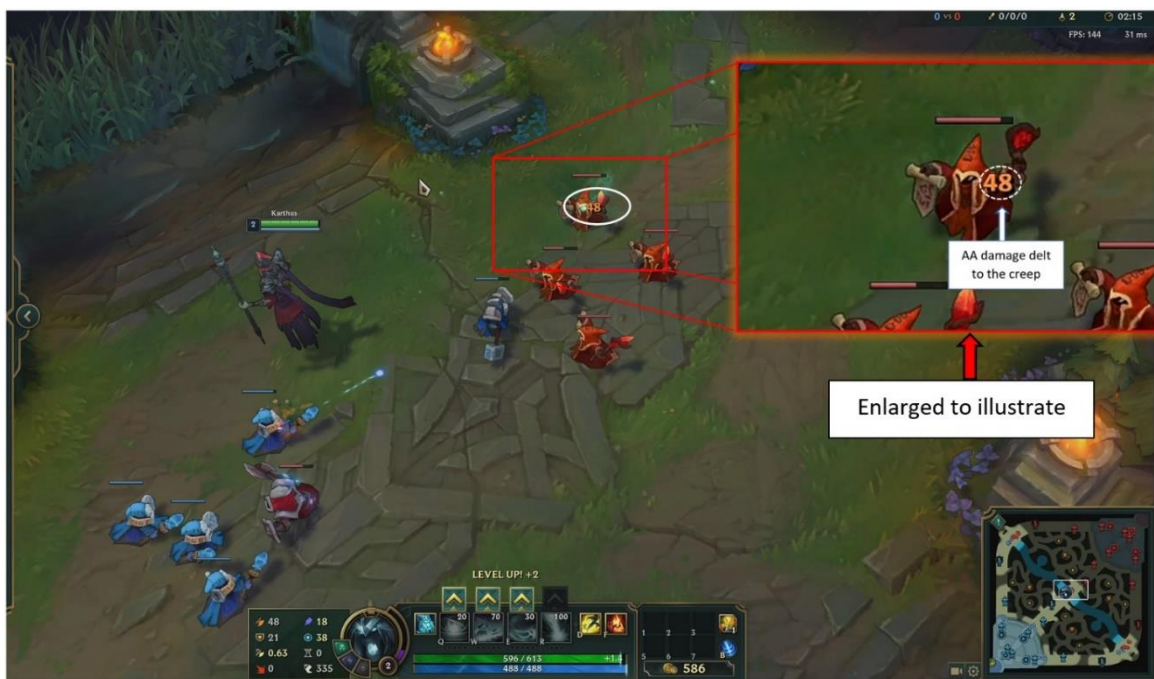 0 vs 0 0/0/0 2 02:15
FPS: 144 31 ms
48
AA damage delt
to the creep
Karthus
2
48
Enlarged to illustrate
LEVEL UP! +2
48 18
21 38
0.63 0
0 335
2
20 70 30 100
Q W E R
D F
596 / 613
488 / 488
1 2 3
5 6 7
B
586